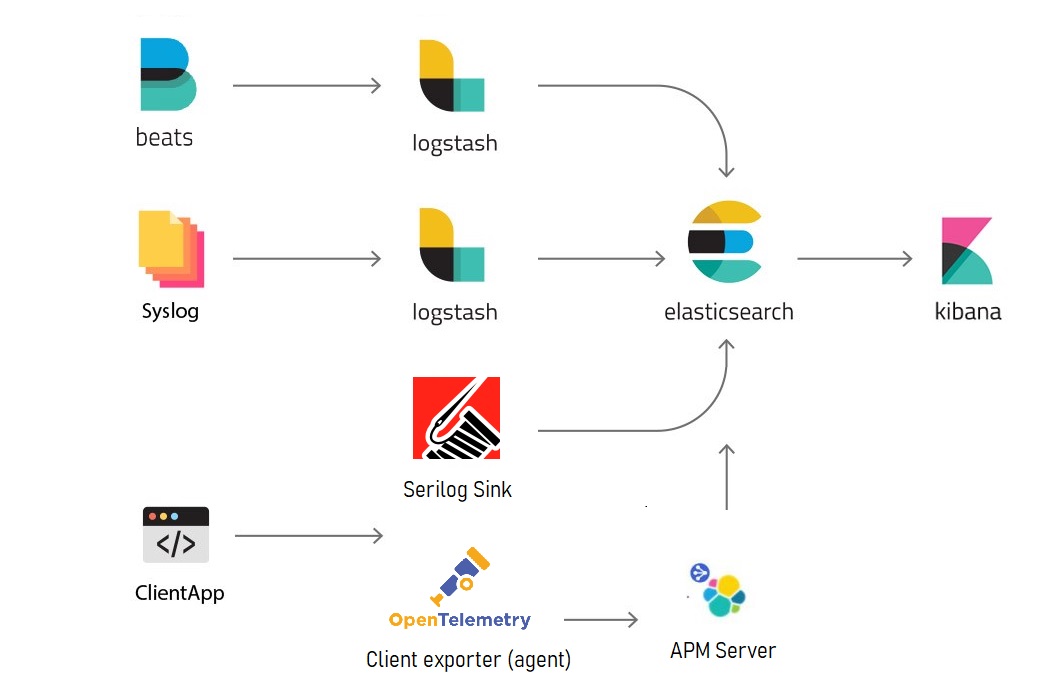 beats
logstash
Syslog
logstash
elasticsearch
kibana
Serilog Sink
</>
ClientApp
OpenTelemetry
Client exporter (agent)
APM Server